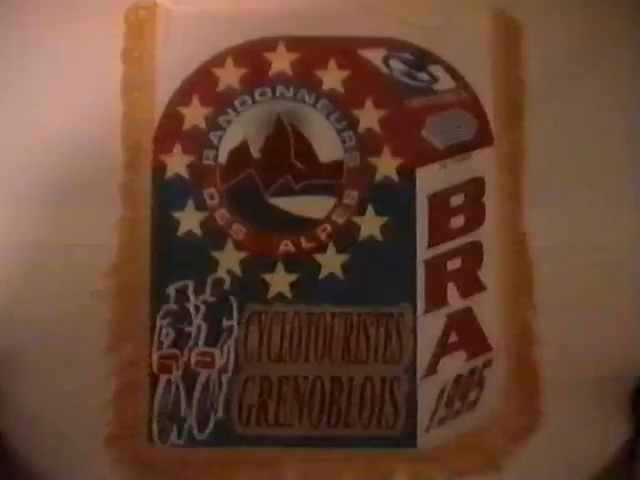 RANDONNEURS
DES ALPES
BRA
1995
CYCLOTOURISTES
GRENOBLOIS